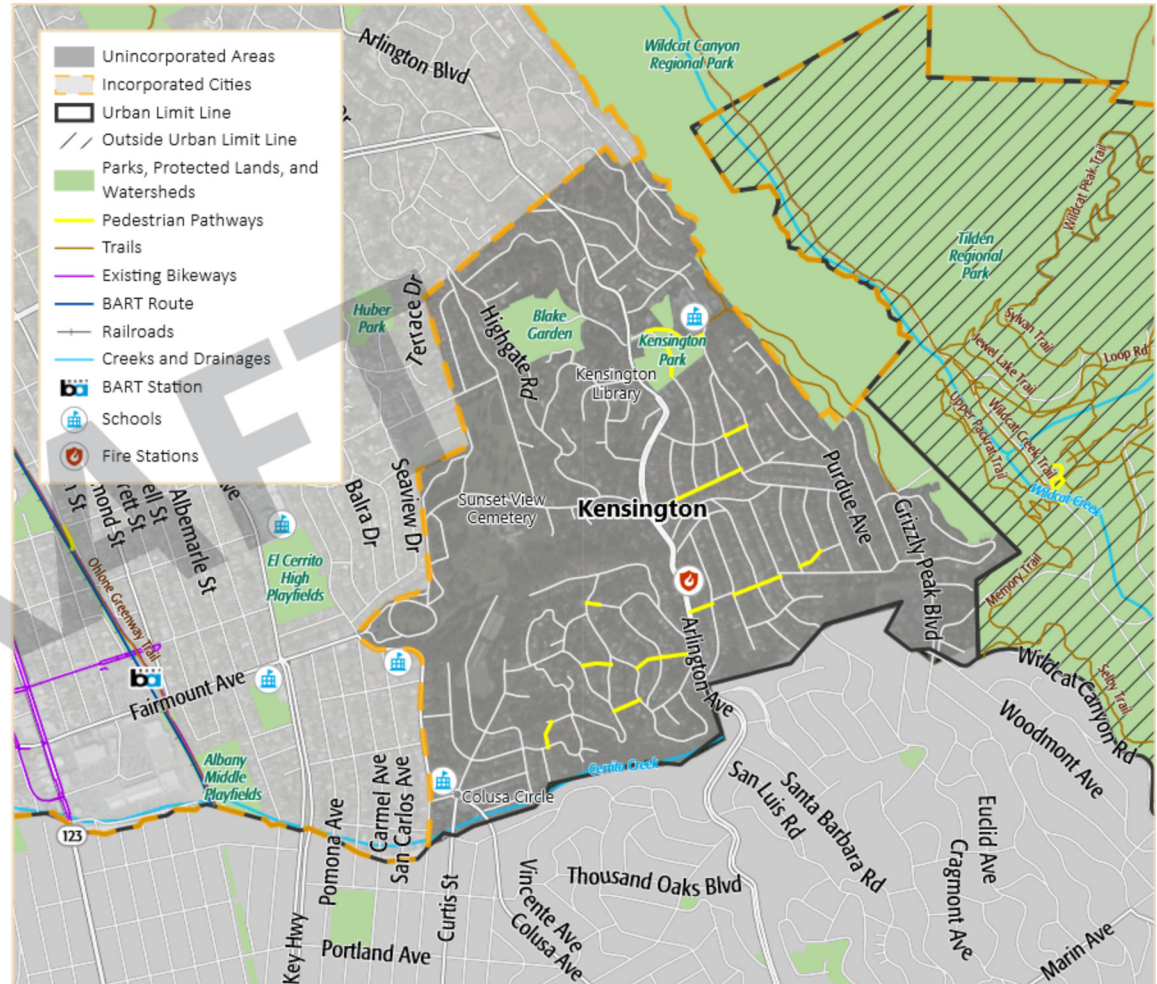 Unincorporated Areas
Incorporated Cities
Urban Limit Line
Outside Urban Limit Line
Parks, Protected Lands, and
Watersheds
Pedestrian Pathways
Trails
Existing Bikeways
BART Route
Railroads
Creeks and Drainages
ba
BART Station
Schools
Fire Stations
Arlington Blvd
Wildcat Canyon
Regional Park
Wildcat Peak Trail
Tilden
Regional
Park
Huber
Park
Terrace Dr
Highgate Rd
Blake
Garden
Kensington
Park
Kensington
Library
Sylvan Trail
Jewel Lake Trail
Loop Rd
Upper Packrat Trail
Wildcat Creek Trail
Wildcat Creek
Purdue Ave
Grizzly Peak Blvd
Memory Trail
Selby Trail
Sunset View
Cemetery
Kensington
Seaview Dr
Balra Dr
Albemarle St
El Cerrito
High
Playfields
Ohlone Greenway Trail
ba
Fairmount Ave
Arlington Ave
Wildcat Canyon Rd
Woodmont Ave
Albany
Middle
Playfields
123
Carmel Ave
San Carlos Ave
Pomona Ave
Cerrito Creek
Colusa Circle
San Luis Rd
Santa Barbara Rd
Euclid Ave
Cragmont Ave
Thousand Oaks Blvd
Vincente Ave
Colusa Ave
Curtis St
Key Hwy
Portland Ave
Marin Ave